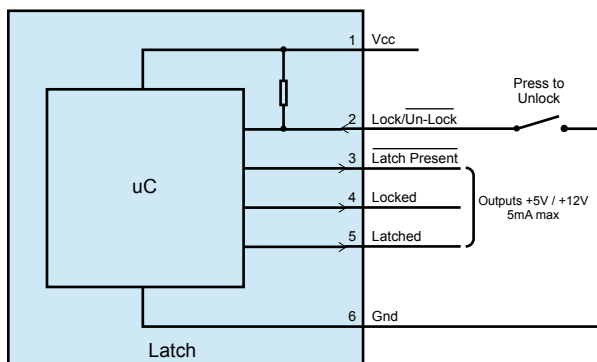 1 Vcc
Press to
Unlock
2 Lock/Un-Lock
3 Latch Present
uC
4 Locked
Outputs +5V / +12V
5mA max
5 Latched
6 Gnd
Latch